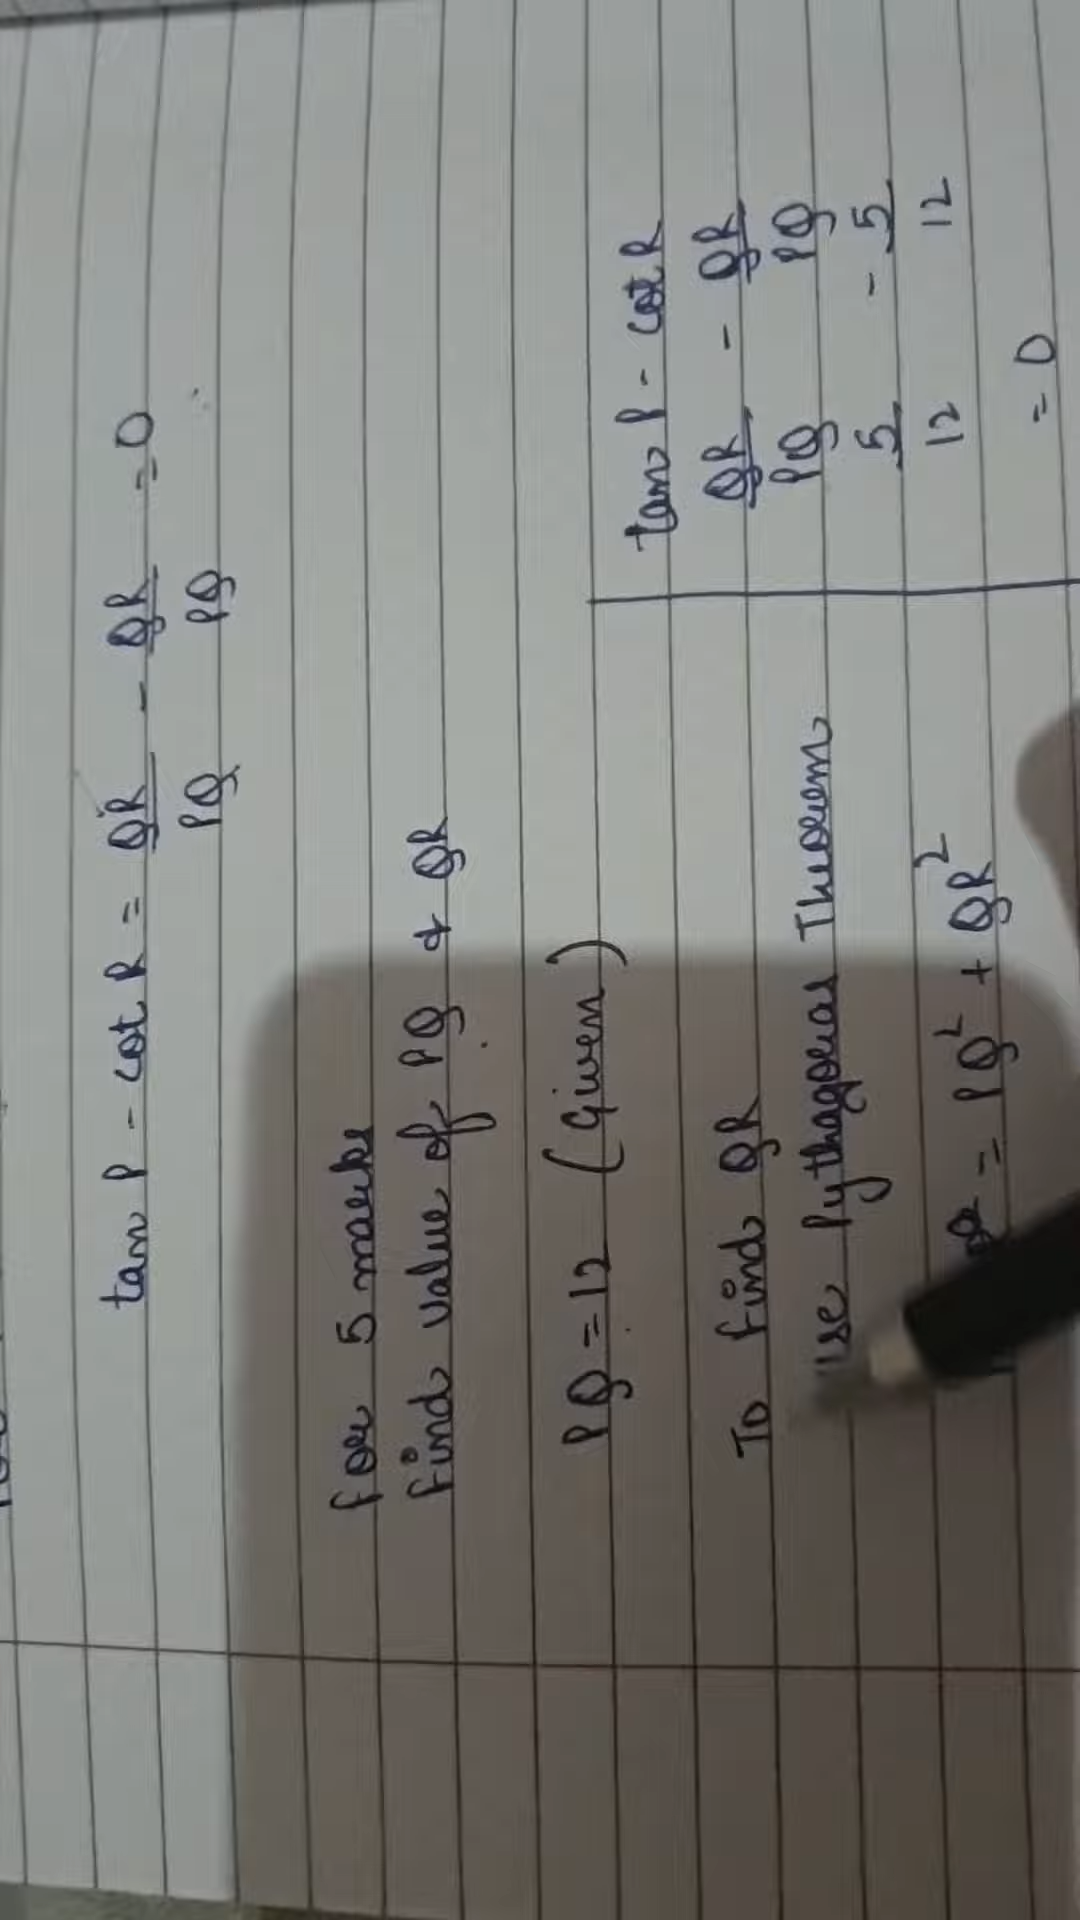 tan P - cot R = QR/PQ - QR/PQ = 0
for 5 marks
find value of PQ & QR
PQ = 12 (Given)
To find QR
Use Pythagoras Theorem
= PQ² + QR²
tan P - cot R
QR/PQ - QR/PQ
5/12 - 5/12
= 0